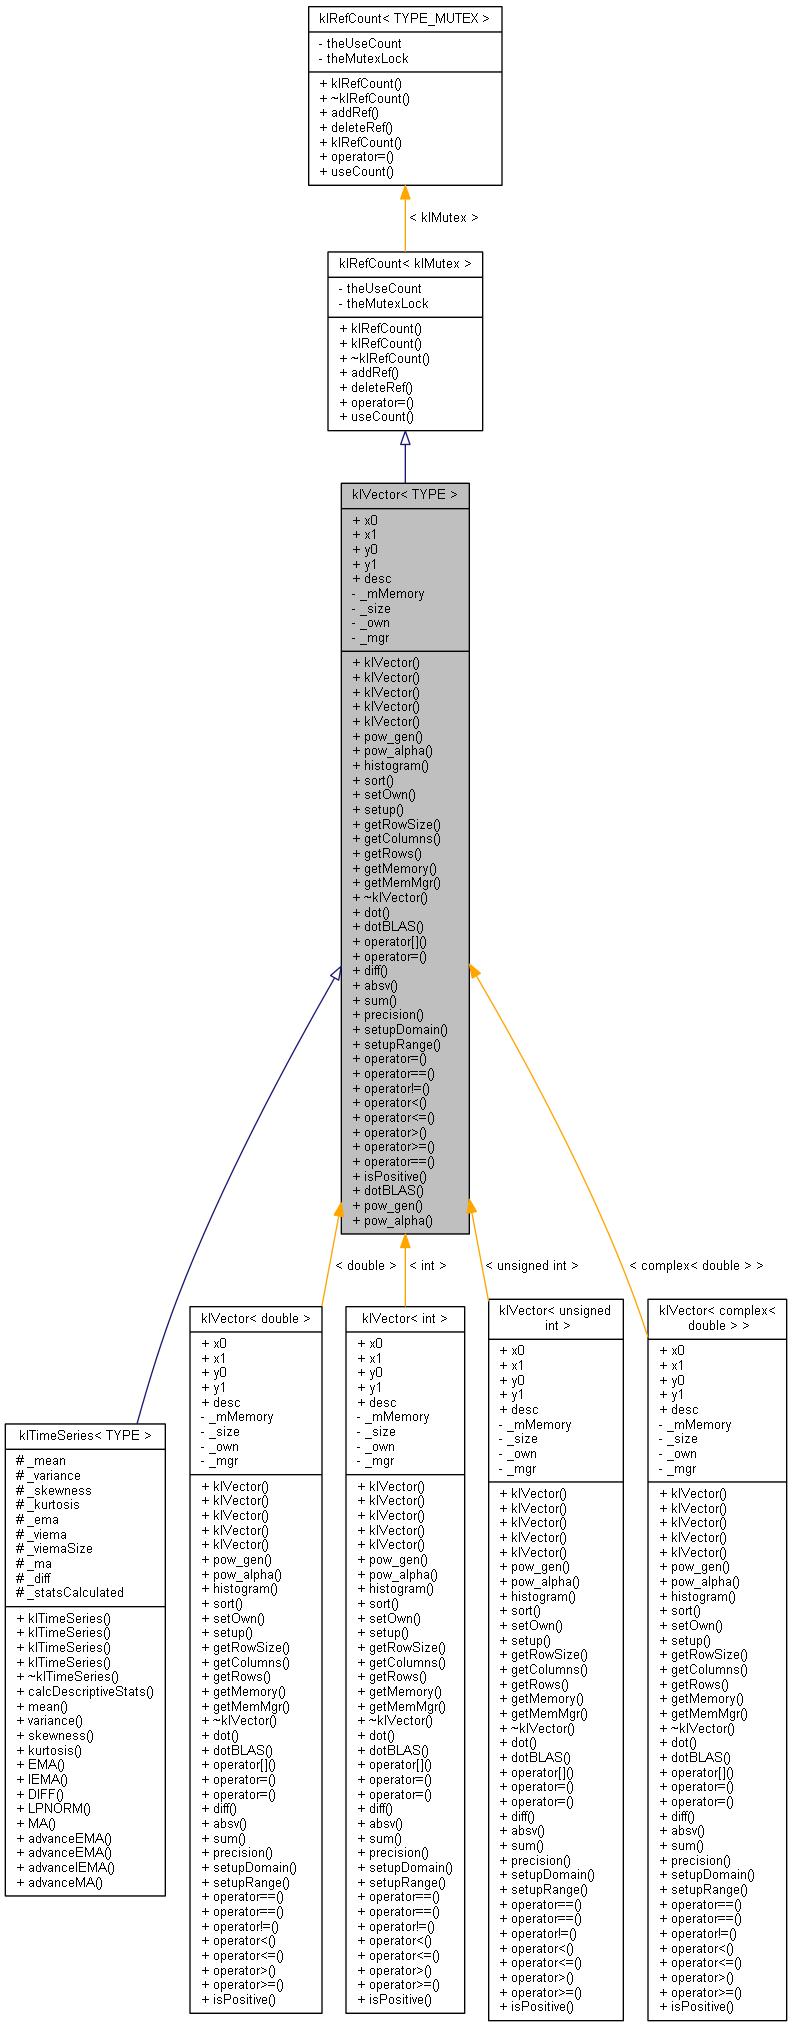 klRefCount< TYPE_MUTEX >
- theUseCount
- theMutexLock
+ klRefCount()
+ ~klRefCount()
+ addRef()
+ deleteRef()
+ klRefCount()
+ operator=()
+ useCount()
< klMutex >
klRefCount< klMutex >
- theUseCount
- theMutexLock
+ klRefCount()
+ klRefCount()
+ ~klRefCount()
+ addRef()
+ deleteRef()
+ operator=()
+ useCount()
klVector< TYPE >
+ x0
+ x1
+ y0
+ y1
+ desc
- _mMemory
- _size
- _own
- _mgr
+ klVector()
+ klVector()
+ klVector()
+ klVector()
+ klVector()
+ pow_gen()
+ pow_alpha()
+ histogram()
+ sort()
+ setOwn()
+ setup()
+ getRowSize()
+ getColumns()
+ getRows()
+ getMemory()
+ getMemMgr()
+ ~klVector()
+ dot()
+ dotBLAS()
+ operator[]()
+ operator=()
+ diff()
+ absv()
+ sum()
+ precision()
+ setupDomain()
+ setupRange()
+ operator=()
+ operator==()
+ operator!=()
+ operator<()
+ operator<=()
+ operator>()
+ operator>=()
+ operator==()
+ isPositive()
+ dotBLAS()
+ pow_gen()
+ pow_alpha()
< double >
< int >
< unsigned int >
< complex< double > >
klTimeSeries< TYPE >
# _mean
# _variance
# _skewness
# _kurtosis
# _ema
# _viema
# _viemaSize
# _ma
# _diff
# _statsCalculated
+ klTimeSeries()
+ klTimeSeries()
+ klTimeSeries()
+ klTimeSeries()
+ ~klTimeSeries()
+ calcDescriptiveStats()
+ mean()
+ variance()
+ skewness()
+ kurtosis()
+ EMA()
+ IEMA()
+ DIFF()
+ LPNORM()
+ MA()
+ advanceEMA()
+ advanceEMA()
+ advanceIEMA()
+ advanceMA()
klVector< double >
+ x0
+ x1
+ y0
+ y1
+ desc
- _mMemory
- _size
- _own
- _mgr
+ klVector()
+ klVector()
+ klVector()
+ klVector()
+ klVector()
+ pow_gen()
+ pow_alpha()
+ histogram()
+ sort()
+ setOwn()
+ setup()
+ getRowSize()
+ getColumns()
+ getRows()
+ getMemory()
+ getMemMgr()
+ ~klVector()
+ dot()
+ dotBLAS()
+ operator[]()
+ operator=()
+ operator=()
+ diff()
+ absv()
+ sum()
+ precision()
+ setupDomain()
+ setupRange()
+ operator==()
+ operator==()
+ operator!=()
+ operator<()
+ operator<=()
+ operator>()
+ operator>=()
+ isPositive()
klVector< int >
+ x0
+ x1
+ y0
+ y1
+ desc
- _mMemory
- _size
- _own
- _mgr
+ klVector()
+ klVector()
+ klVector()
+ klVector()
+ klVector()
+ pow_gen()
+ pow_alpha()
+ histogram()
+ sort()
+ setOwn()
+ setup()
+ getRowSize()
+ getColumns()
+ getRows()
+ getMemory()
+ getMemMgr()
+ ~klVector()
+ dot()
+ dotBLAS()
+ operator[]()
+ operator=()
+ operator=()
+ diff()
+ absv()
+ sum()
+ precision()
+ setupDomain()
+ setupRange()
+ operator==()
+ operator==()
+ operator!=()
+ operator<()
+ operator<=()
+ operator>()
+ operator>=()
+ isPositive()
klVector< unsigned
int >
+ x0
+ x1
+ y0
+ y1
+ desc
- _mMemory
- _size
- _own
- _mgr
+ klVector()
+ klVector()
+ klVector()
+ klVector()
+ klVector()
+ pow_gen()
+ pow_alpha()
+ histogram()
+ sort()
+ setOwn()
+ setup()
+ getRowSize()
+ getColumns()
+ getRows()
+ getMemory()
+ getMemMgr()
+ ~klVector()
+ dot()
+ dotBLAS()
+ operator[]()
+ operator=()
+ operator=()
+ diff()
+ absv()
+ sum()
+ precision()
+ setupDomain()
+ setupRange()
+ operator==()
+ operator==()
+ operator!=()
+ operator<()
+ operator<=()
+ operator>()
+ operator>=()
+ isPositive()
klVector< complex<
double > >
+ x0
+ x1
+ y0
+ y1
+ desc
- _mMemory
- _size
- _own
- _mgr
+ klVector()
+ klVector()
+ klVector()
+ klVector()
+ klVector()
+ pow_gen()
+ pow_alpha()
+ histogram()
+ sort()
+ setOwn()
+ setup()
+ getRowSize()
+ getColumns()
+ getRows()
+ getMemory()
+ getMemMgr()
+ ~klVector()
+ dot()
+ dotBLAS()
+ operator[]()
+ operator=()
+ operator=()
+ diff()
+ absv()
+ sum()
+ precision()
+ setupDomain()
+ setupRange()
+ operator==()
+ operator==()
+ operator!=()
+ operator<()
+ operator<=()
+ operator>()
+ operator>=()
+ isPositive()